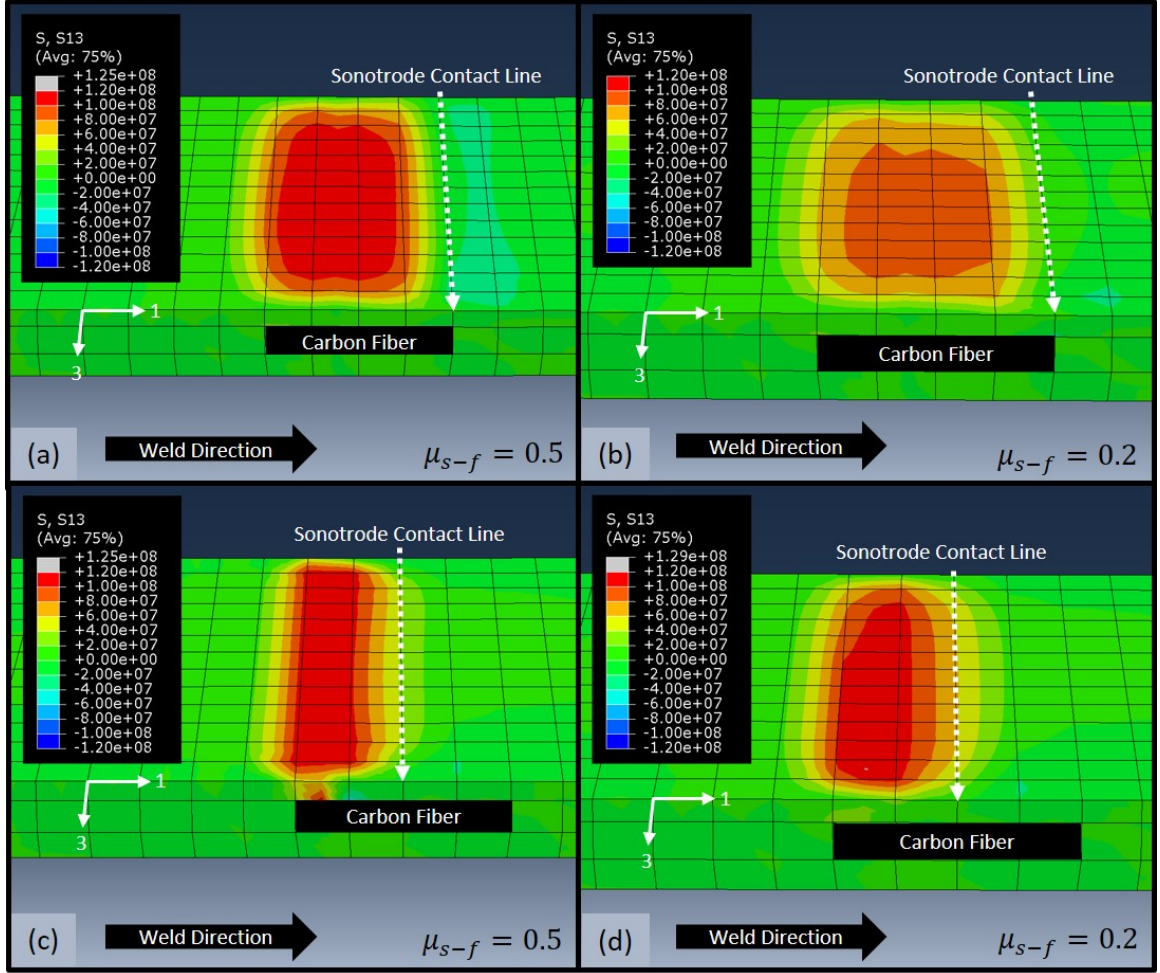 S, S13
(Avg: 75%)
+1.25e+08
+1.20e+08
+1.00e+08
+8.00e+07
+6.00e+07
+4.00e+07
+2.00e+07
+0.00e+00
-2.00e+07
-4.00e+07
-6.00e+07
-8.00e+07
-1.00e+08
-1.20e+08
Sonotrode Contact Line
1
3
Carbon Fiber
(a)
Weld Direction
μs−f = 0.5
S, S13
(Avg: 75%)
+1.20e+08
+1.00e+08
+8.00e+07
+6.00e+07
+4.00e+07
+2.00e+07
+0.00e+00
-2.00e+07
-4.00e+07
-6.00e+07
-8.00e+07
-1.00e+08
-1.20e+08
Sonotrode Contact Line
1
3
Carbon Fiber
(b)
Weld Direction
μs−f = 0.2
S, S13
(Avg: 75%)
+1.25e+08
+1.20e+08
+1.00e+08
+8.00e+07
+6.00e+07
+4.00e+07
+2.00e+07
+0.00e+00
-2.00e+07
-4.00e+07
-6.00e+07
-8.00e+07
-1.00e+08
-1.20e+08
Sonotrode Contact Line
1
3
Carbon Fiber
(c)
Weld Direction
μs−f = 0.5
S, S13
(Avg: 75%)
+1.29e+08
+1.20e+08
+1.00e+08
+8.00e+07
+6.00e+07
+4.00e+07
+2.00e+07
+0.00e+00
-2.00e+07
-4.00e+07
-6.00e+07
-8.00e+07
-1.00e+08
-1.20e+08
Sonotrode Contact Line
1
3
Carbon Fiber
(d)
Weld Direction
μs−f = 0.2